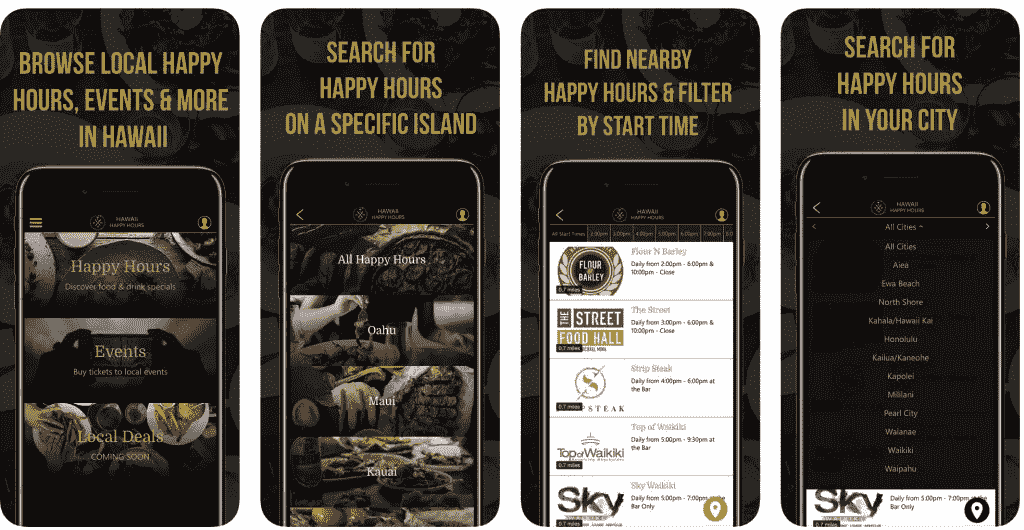 BROWSE LOCAL HAPPY
HOURS, EVENTS & MORE
IN HAWAII
HAWAII
HAPPY HOURS
Happy Hours
Discover food & drink specials
Events
Buy tickets to local events
Local Deals
COMING SOON
SEARCH FOR
HAPPY HOURS
ON A SPECIFIC ISLAND
HAWAII
HAPPY HOURS
All Happy Hours
Oahu
Maui
Kauai
FIND NEARBY
HAPPY HOURS & FILTER
BY START TIME
HAWAII
HAPPY HOURS
All Start Times 2:00pm 3:00pm 4:00pm 5:00pm 6:00pm 7:00pm
FLOUR
& BARLEY
0.7 miles
Flour N Barley
Daily from 2:00pm - 6:00pm &
10:00pm - Close
THE STREET
FOOD HALL
0.7 miles
The Street
Daily from 3:00pm - 6:00pm &
10:00pm - Close
STEAK
0.7 miles
Strip Steak
Daily from 4:00pm - 6:00pm at
the Bar
Top of Waikiki
0.7 miles
Top of Waikiki
Daily from 5:00pm - 9:30pm at
the Bar
Sky
Sky Waikiki
Daily from 5:00pm - 7:00pm at the
Bar Only
SEARCH FOR
HAPPY HOURS
IN YOUR CITY
HAWAII
HAPPY HOURS
All Cities
All Cities
Aiea
Ewa Beach
North Shore
Kahala/Hawaii Kai
Honolulu
Kailua/Kaneohe
Kapolei
Mililani
Pearl City
Waianae
Waikiki
Waipahu
Sky
Daily from 5:00pm - 7:00pm at the
Bar Only